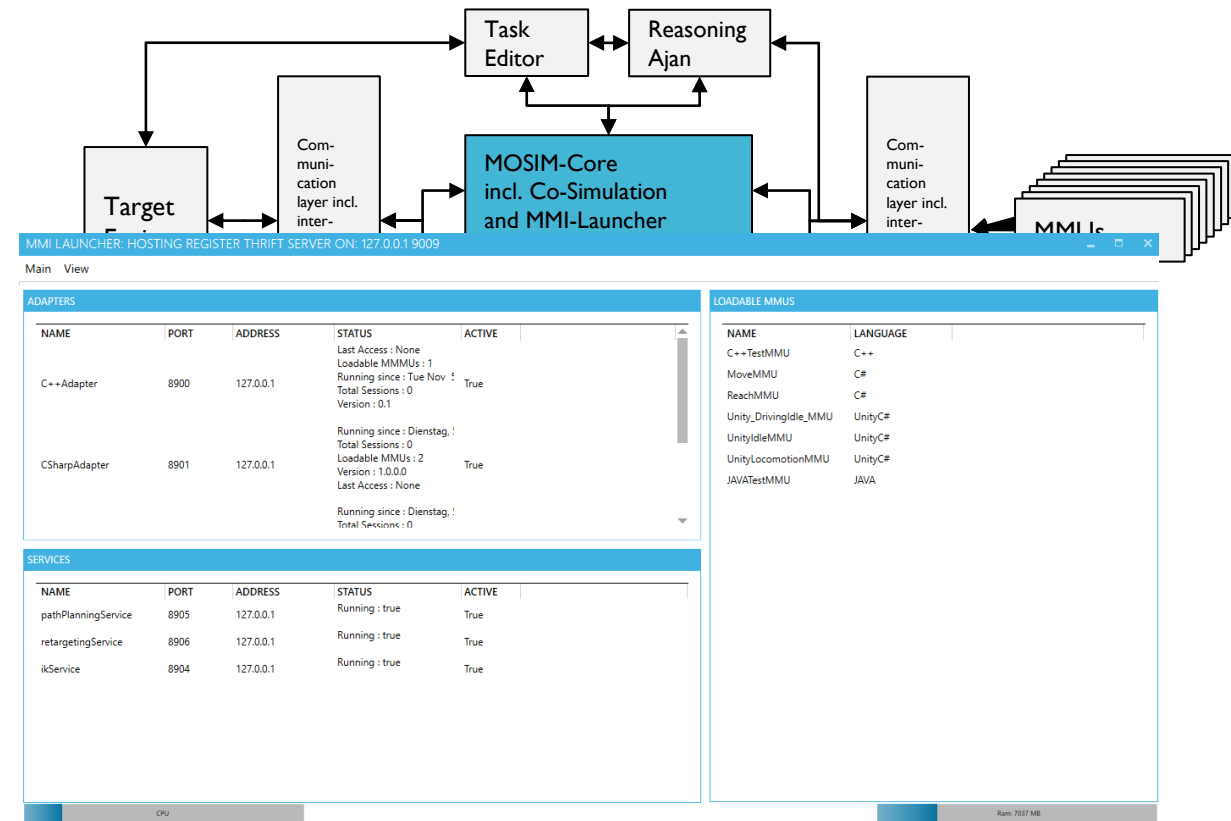 Task
Editor
Reasoning
Ajan
Com-
muni-
cation
layer incl.
inter-
MOSIM-Core
incl. Co-Simulation
and MMI-Launcher
Com-
muni-
cation
layer incl.
inter-
Target
MMUs
MMI LAUNCHER: HOSTING REGISTER THRIFT SERVER ON: 127.0.0.1 9009
Main View
ADAPTERS
NAME PORT ADDRESS STATUS ACTIVE
Last Access : None
Loadable MMMUs : 1
C++Adapter 8900 127.0.0.1 Running since : Tue Nov True
Total Sessions : 0
Version : 0.1
Running since : Dienstag,
Total Sessions : 0
CSharpAdapter 8901 127.0.0.1 Loadable MMUs : 2 True
Version : 1.0.0.0
Last Access : None
Running since : Dienstag,
Total Sessions : 0
LOADABLE MMUS
NAME LANGUAGE
C++TestMMU C++
MoveMMU C#
ReachMMU C#
Unity_DrivingIdle_MMU UnityC#
UnityIdleMMU UnityC#
UnityLocomotionMMU UnityC#
JAVATestMMU JAVA
SERVICES
NAME PORT ADDRESS STATUS ACTIVE
pathPlanningService 8905 127.0.0.1 Running : true True
retargetingService 8906 127.0.0.1 Running : true True
ikService 8904 127.0.0.1 Running : true True
CPU
Ram: 7037 MB